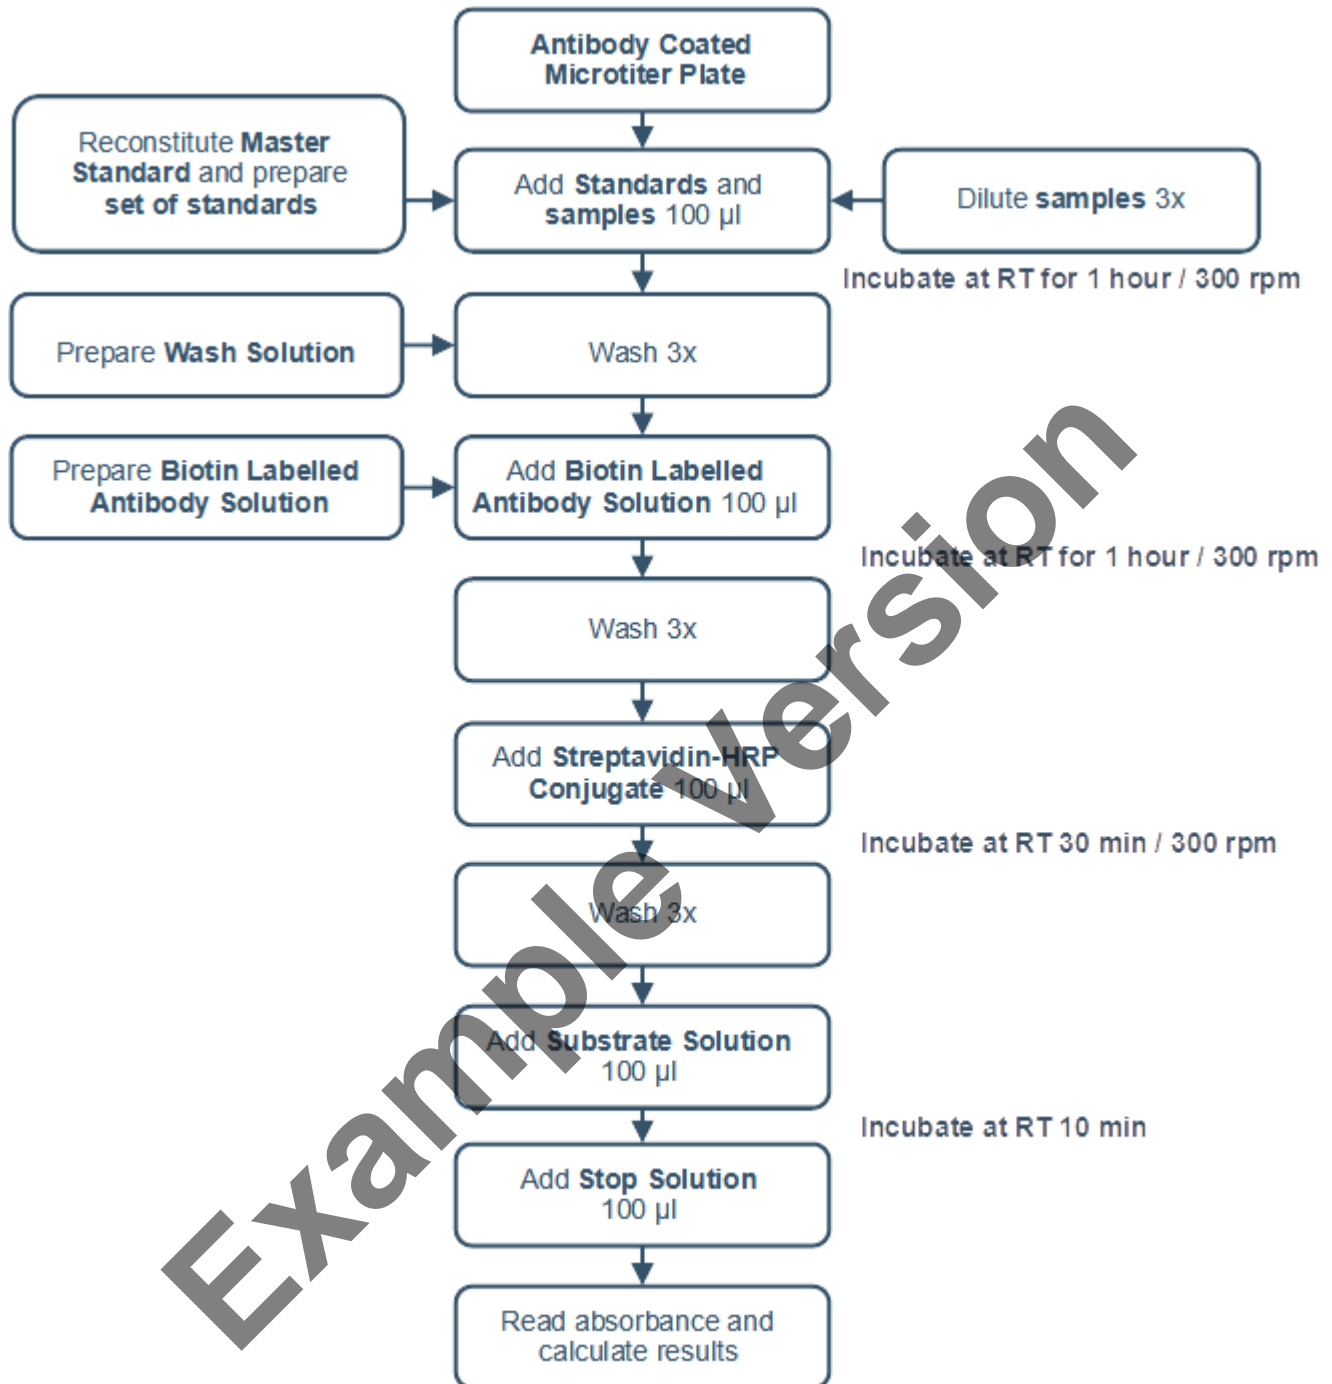 Antibody Coated
Microtiter Plate
Reconstitute Master
Standard and prepare
set of standards
Add Standards and
samples 100 µl
Dilute samples 3x
Incubate at RT for 1 hour / 300 rpm
Prepare Wash Solution
Wash 3x
Prepare Biotin Labelled
Antibody Solution
Add Biotin Labelled
Antibody Solution 100 µl
Incubate at RT for 1 hour / 300 rpm
Wash 3x
Add Streptavidin-HRP
Conjugate 100 µl
Incubate at RT 30 min / 300 rpm
Wash 3x
Add Substrate Solution
100 µl
Incubate at RT 10 min
Add Stop Solution
100 µl
Read absorbance and
calculate results
Example Version